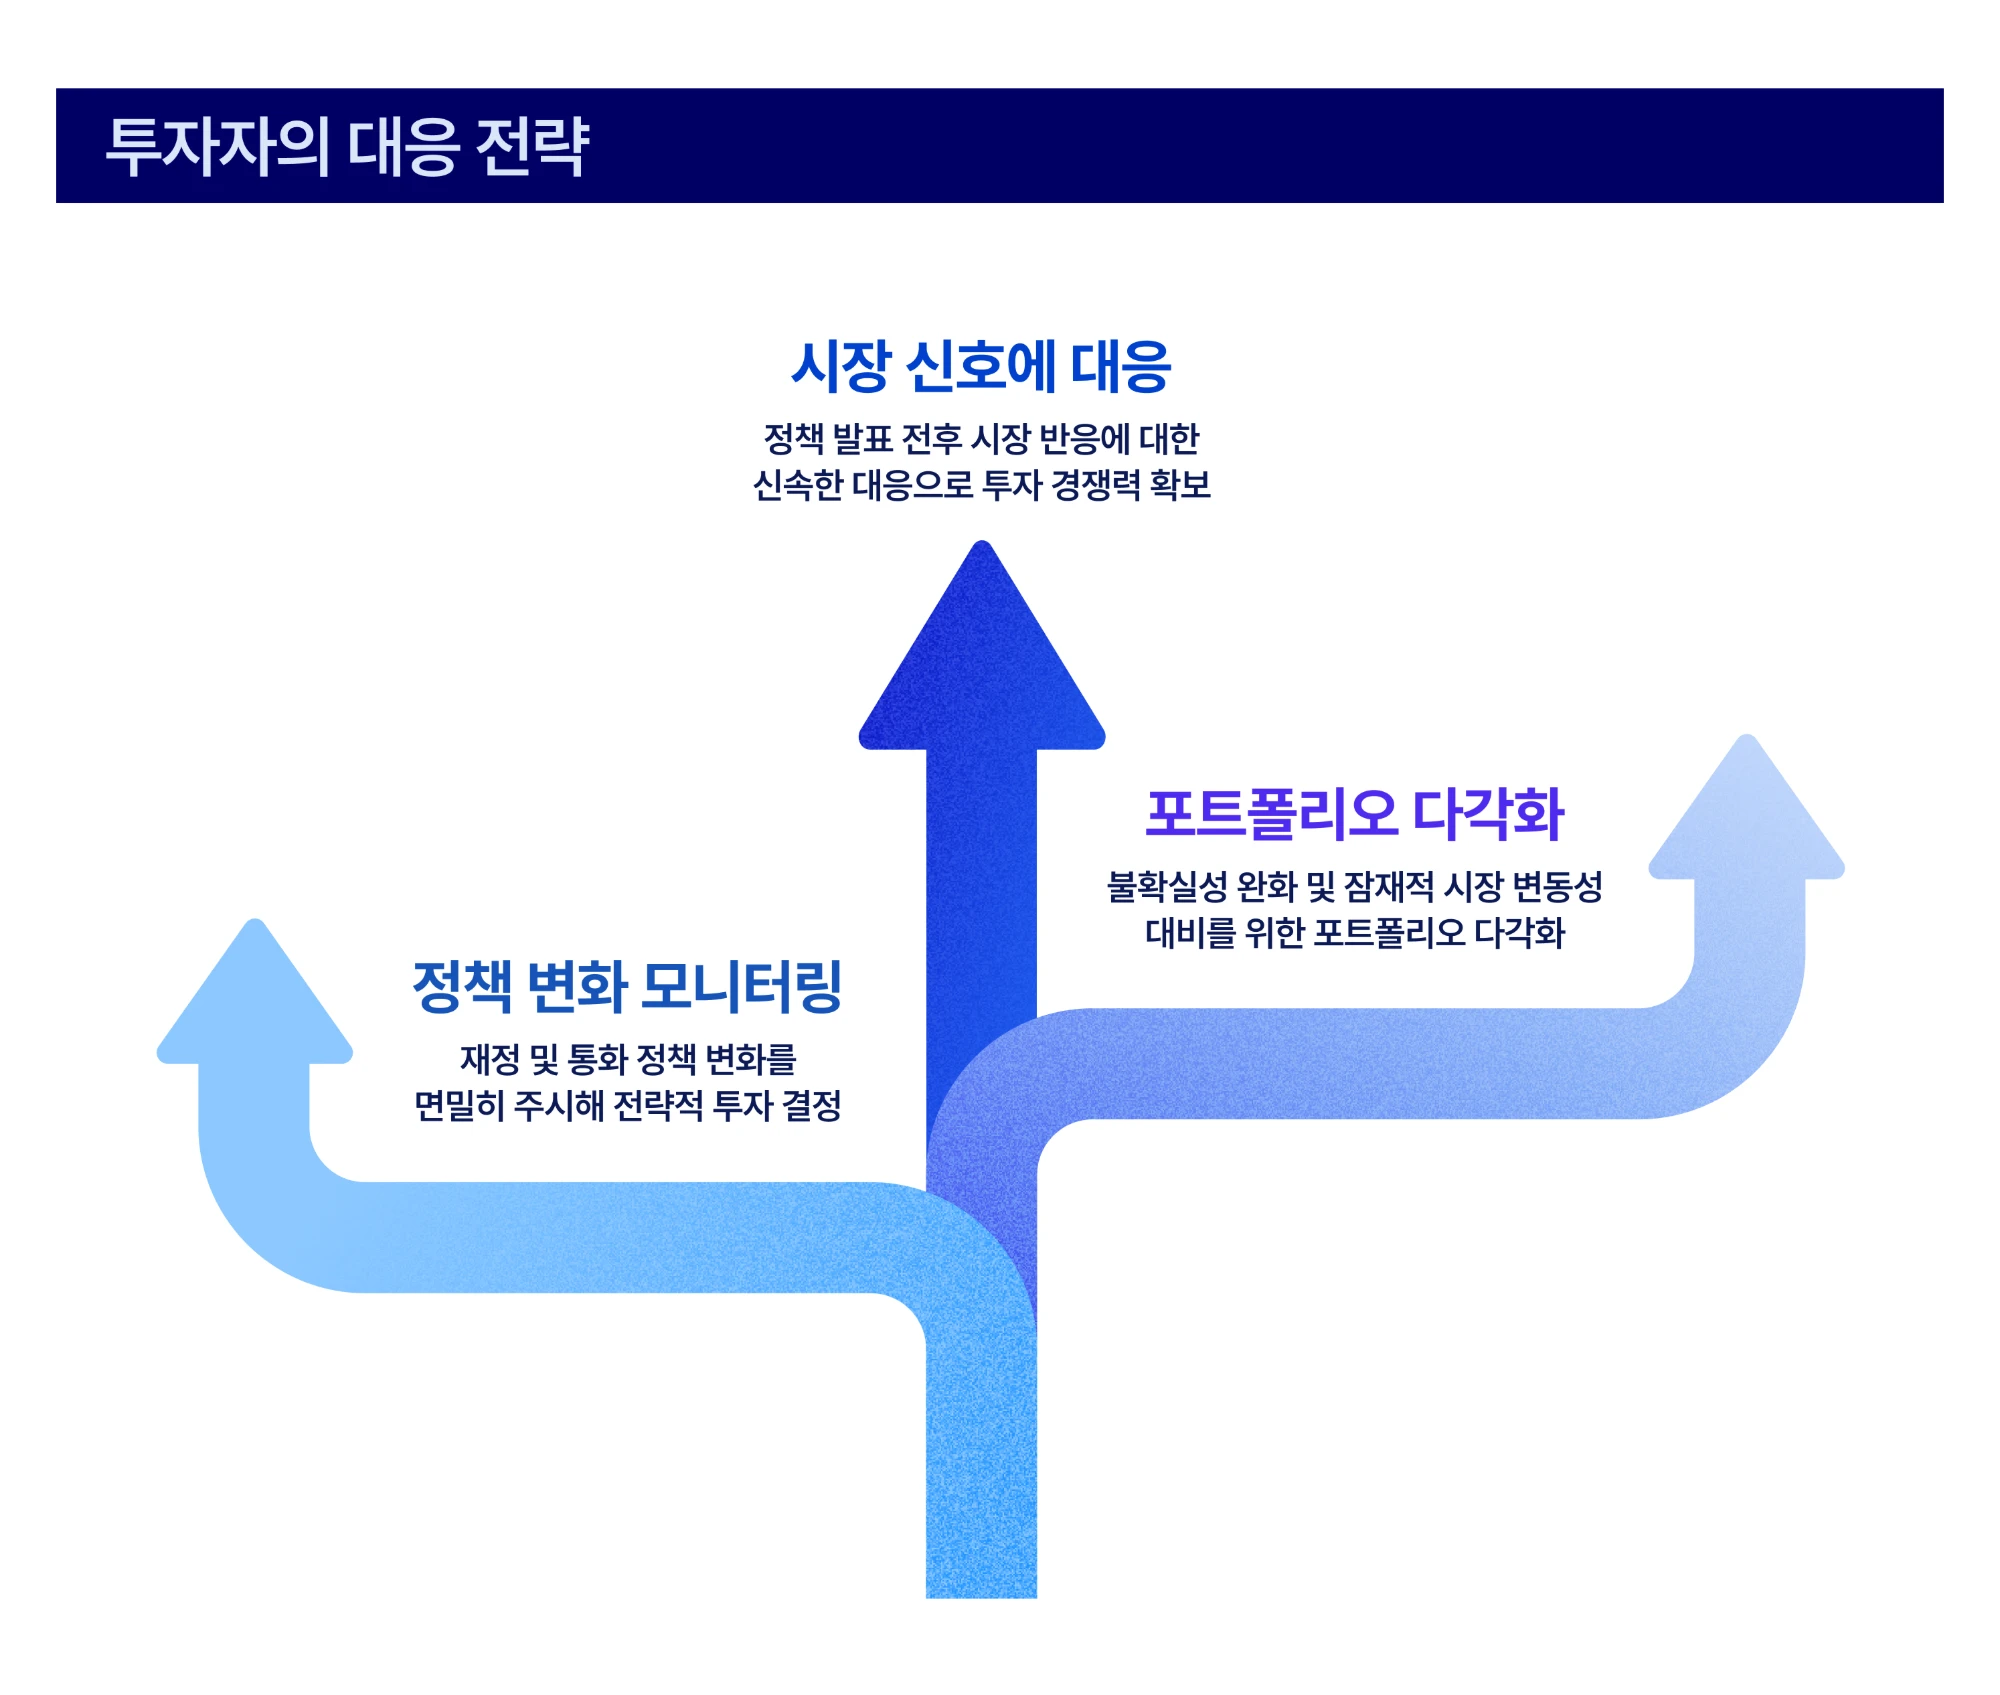 투자자의 대응 전략
시장 신호에 대응
정책 발표 전후 시장 반응에 대한
신속한 대응으로 투자 경쟁력 확보
포트폴리오 다각화
불확실성 완화 및 잠재적 시장 변동성
대비를 위한 포트폴리오 다각화
정책 변화 모니터링
재정 및 통화 정책 변화를
면밀히 주시해 전략적 투자 결정